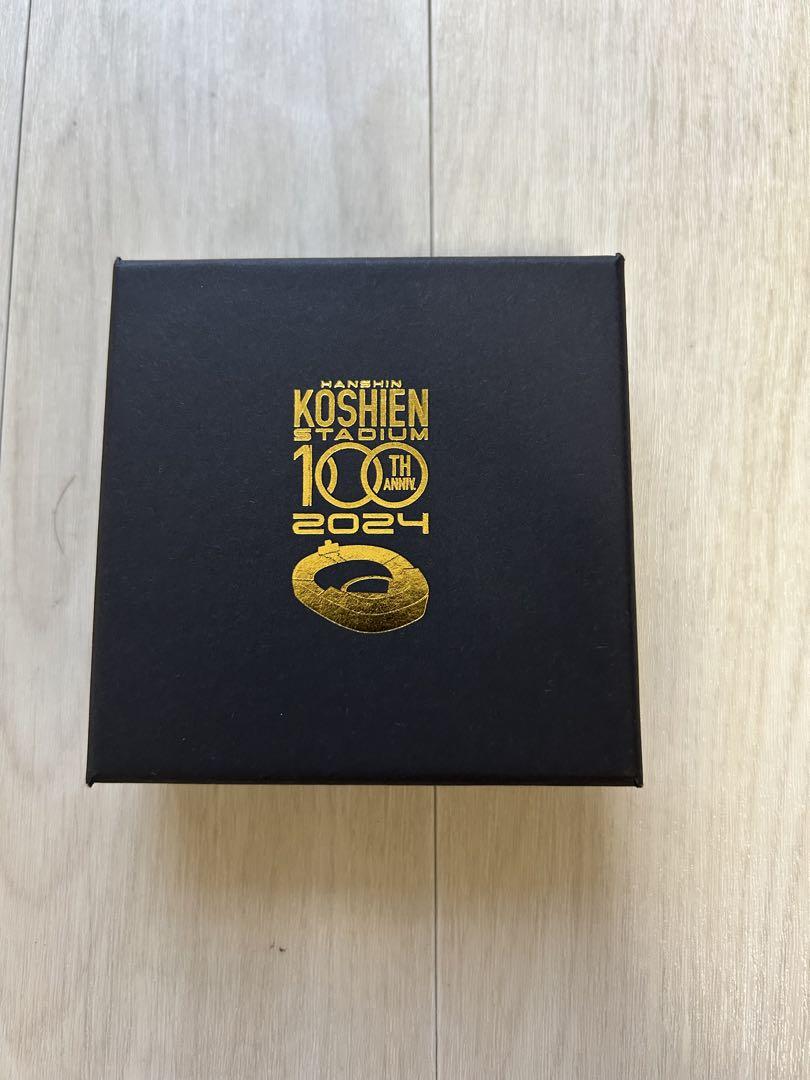 HANSHIN
KOSHIEN
STADIUM
100TH
ANNIV.
2024